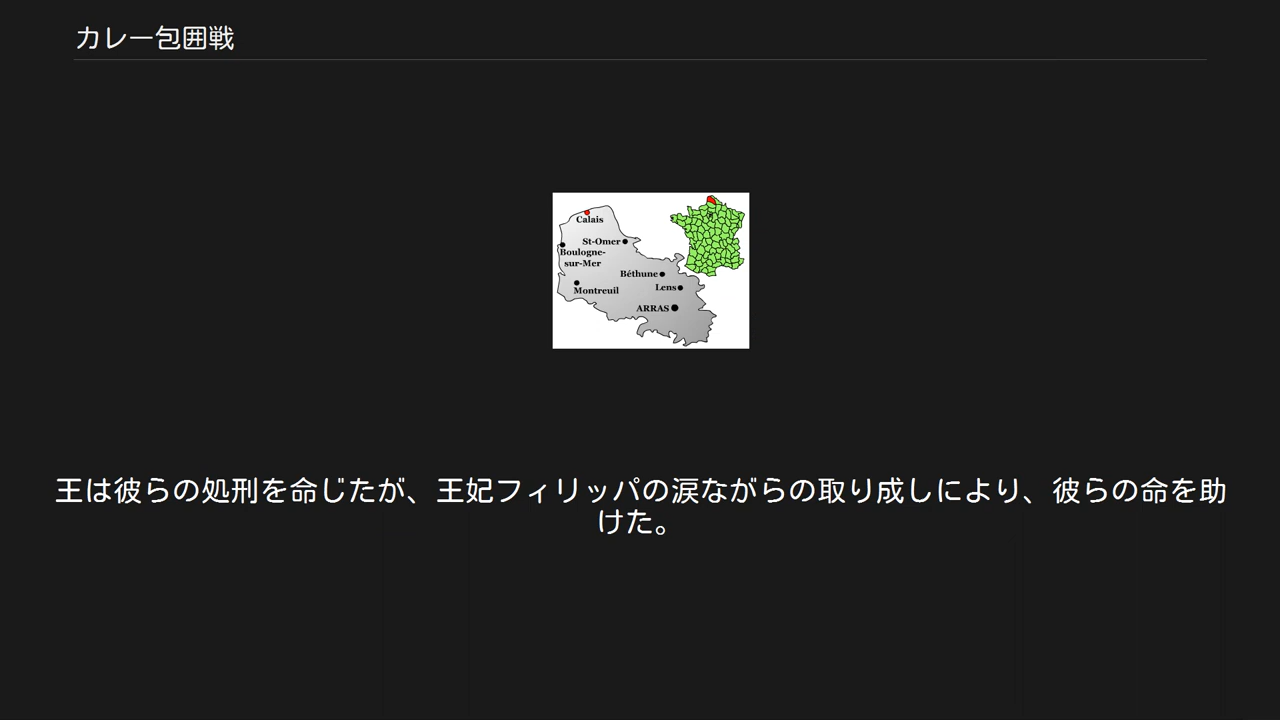 カレー包囲戦
Calais
St-Omer
Boulogne-
sur-Mer
Béthune
Lens
Montreuil
ARRAS
王は彼らの処刑を命じたが、王妃フィリッパの涙ながらの取り成しにより、彼らの命を助
けた。